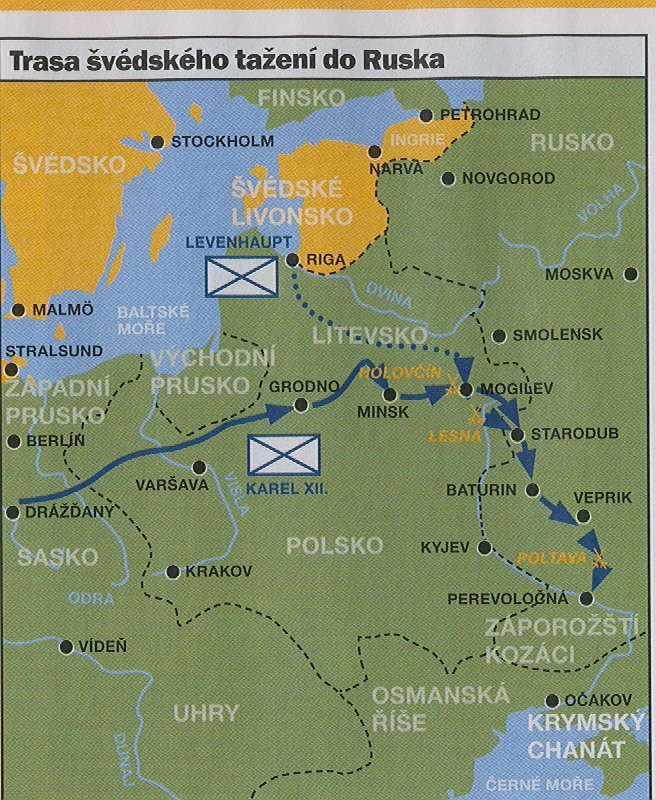 Trasa švédského tažení do Ruska
FINSKO
PETROHRAD
STOCKHOLM
INGRIE
RUSKO
ŠVÉDSKO
NARVA
NOVGOROD
ŠVÉDSKÉ
LIVONSKO
VOLHA
LEVENHAUPT
RIGA
MOSKVA
DVINA
MALMÖ
BALTSKÉ
MOŘE
LITEVSKO
SMOLENSK
STRALSUND
VÝCHODNÍ
PRUSKO
HOLOVČÍN
ZÁPADNÍ
PRUSKO
GRODNO
MINSK
MOGILEV
BERLÍN
LESNÁ
STARODUB
VARŠAVA
VISLA
KAREL XII.
BATURIN
VEPRIK
DRÁŽĎANY
SASKO
POLSKO
KYJEV
POLTAVA
KRAKOV
ODRA
PEREVOLOČNÁ
ZÁPOROŽŠTÍ
KOZÁCI
VÍDEŇ
UHRY
OSMANSKÁ
ŘÍŠE
OČAKOV
KRYMSKÝ
CHANÁT
DUNAJ
ČERNÉ MOŘE